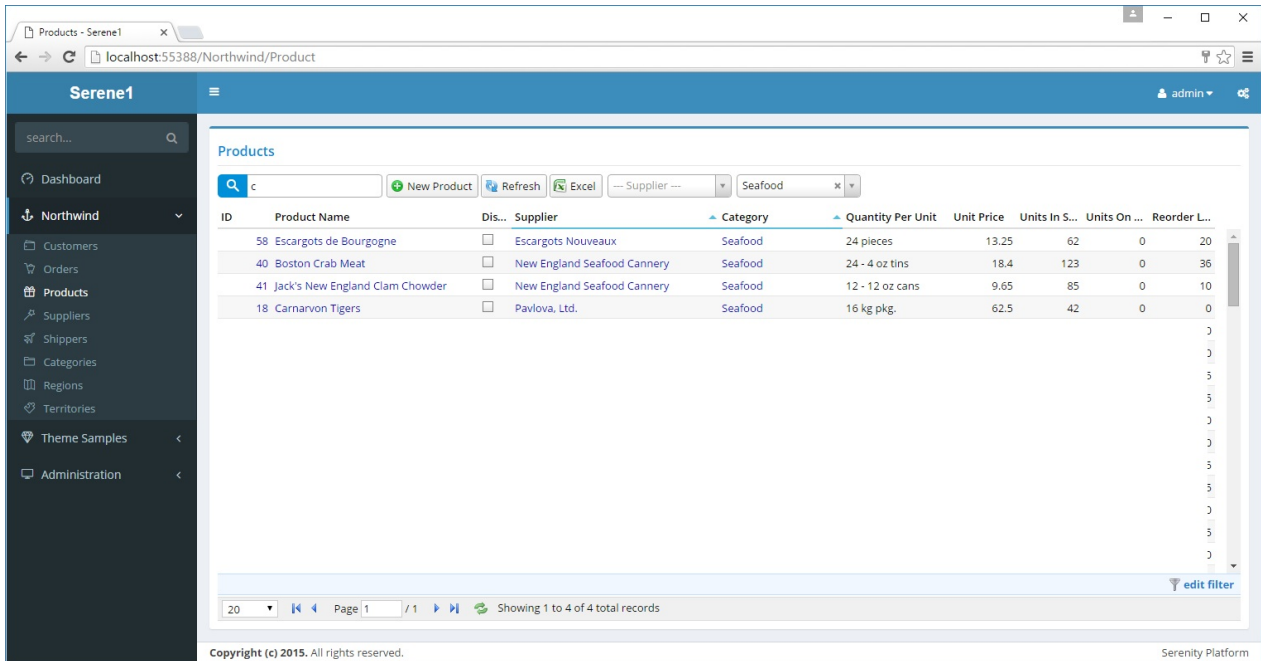 Products - Serene1
localhost:55388/Northwind/Product
Serene1
admin
search...
Dashboard
Northwind
Customers
Orders
Products
Suppliers
Shippers
Categories
Regions
Territories
Theme Samples
Administration
Products
c New Product Refresh Excel --- Supplier --- Seafood
ID Product Name Dis... Supplier Category Quantity Per Unit Unit Price Units In S... Units On ... Reorder L...
58 Escargots de Bourgogne Escargots Nouveaux Seafood 24 pieces 13.25 62 0 20
40 Boston Crab Meat New England Seafood Cannery Seafood 24 - 4 oz tins 18.4 123 0 36
41 Jack's New England Clam Chowder New England Seafood Cannery Seafood 12 - 12 oz cans 9.65 85 0 10
18 Carnarvon Tigers Pavlova, Ltd. Seafood 16 kg pkg. 62.5 42 0 0
edit filter
20 Page 1 / 1 Showing 1 to 4 of 4 total records
Copyright (c) 2015. All rights reserved. Serenity Platform